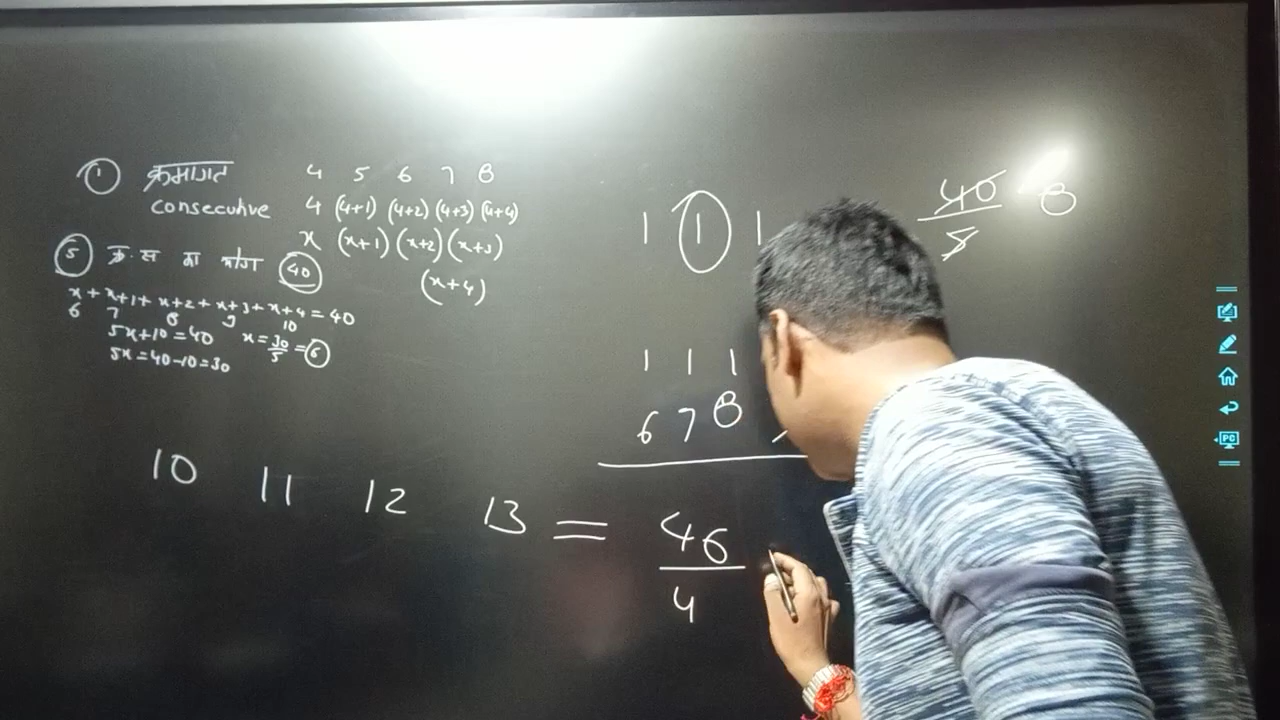 ① क्रमागत 4 5 6 7 8
consecutive 4 (4+1) (4+2) (4+3) (4+4)
x (x+1) (x+2) (x+3)
(x+4)
⑤ क्र. स का योग 40
x + x+1 + x+2 + x+3 + x+4 = 40
6 7 8 9 10
5x+10=40 x=30/5=6
5x=40-10=30
1 1 1
40/5 8
1 1 1
6 7 8
10 11 12 13 = 46/4
PC